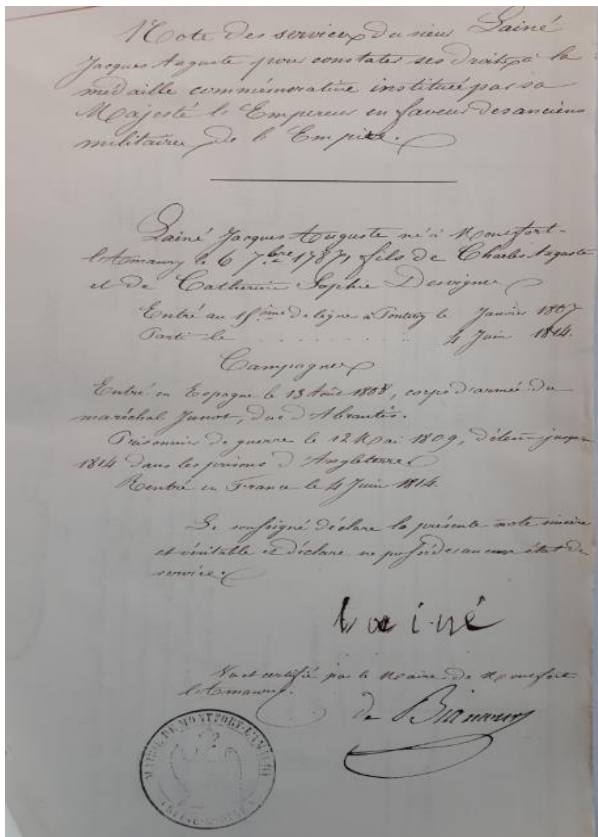 Note des services du sieur Lainé
Jacques Auguste pour constater ses droits à la
médaille commémorative instituée par sa
Majesté l'Empereur en faveur des anciens
militaires de l'Empire.
Lainé Jacques Auguste né à Montfort-
l'Amaury le 6 7bre 1787, fils de Charles Auguste
et de Catherine Sophie Desvignes
Entré au 15ème de ligne à Pontivy le Janvier 1807
Parti le . . . . . . . 4 Juin 1814.
Campagnes
Entré en Espagne le 13 Août 1808, corps d'armée du
maréchal Junot, duc d'Abrantès.
Prisonnier de guerre le 12 Mai 1809, détenu jusqu'en
1814 dans les prisons d'Angleterre.
Rentré en France le 4 Juin 1814.
Le soussigné déclare la présente note sincère
et véritable et déclare ne posséder aucun état de
service.
Lainé
Vu et certifié par le Maire de Montfort
l'Amaury.
de
MAIRIE DE MONTFORT-L'AMAURY